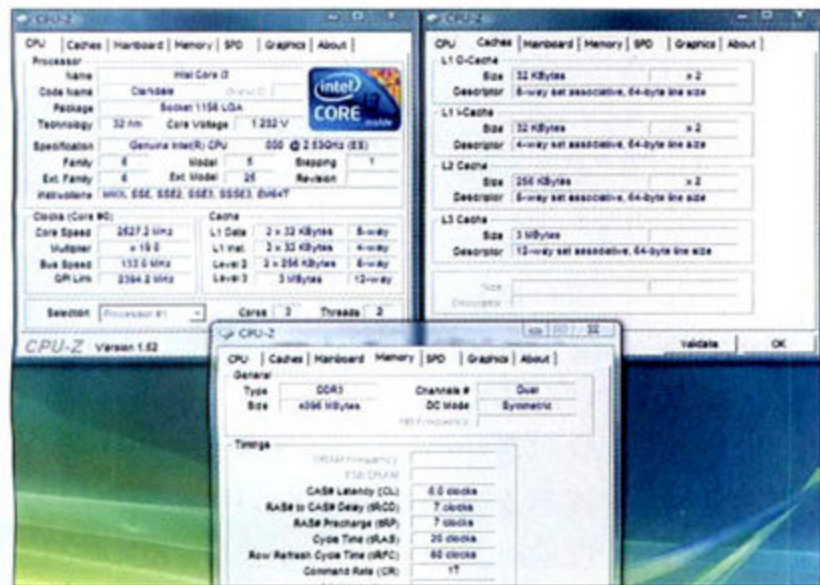 CPU-Z
CPU Caches Mainboard Memory SPD Graphics About
Processor
Name Intel Core i3
Code Name Clarkdale
Package Socket 1156 LGA
Technology 32 nm Core Voltage 1.232 V
Specification Genuine Intel(R) CPU 000 @ 2.53GHz (ES)
Family 6 Model 5 Stepping 1
Ext. Family 6 Ext. Model 25 Revision
Instructions MMX, SSE, SSE2, SSE3, SSSE3, EM64T
intel
CORE
inside
Clocks (Core #0)
Core Speed 2527.2 MHz
Multiplier x 19.0
Bus Speed 133.0 MHz
QPI Link 2394.2 MHz
Cache
L1 Data 2 x 32 KBytes 8-way
L1 Inst. 2 x 32 KBytes 4-way
Level 2 2 x 256 KBytes 8-way
Level 3 3 MBytes 12-way
Selection Processor #1 Cores 2 Threads 2
CPU-Z Version 1.52
CPU-Z
CPU Caches Mainboard Memory SPD Graphics About
L1 D-Cache
Size 32 KBytes x 2
Descriptor 8-way set associative, 64-byte line size
L1 I-Cache
Size 32 KBytes x 2
Descriptor 4-way set associative, 64-byte line size
L2 Cache
Size 256 KBytes x 2
Descriptor 8-way set associative, 64-byte line size
L3 Cache
Size 3 MBytes
Descriptor 12-way set associative, 64-byte line size
Size
Descriptor
Validate OK
CPU-Z
CPU Caches Mainboard Memory SPD Graphics About
General
Type DDR3 Channels # Dual
Size 4096 MBytes DC Mode Symmetric
NB Frequency
Timings
DRAM Frequency
FSB:DRAM
CAS# Latency (CL) 6.0 clocks
RAS# to CAS# Delay (tRCD) 7 clocks
RAS# Precharge (tRP) 7 clocks
Cycle Time (tRAS) 20 clocks
Row Refresh Cycle Time (tRFC) 60 clocks
Command Rate (CR) 1T